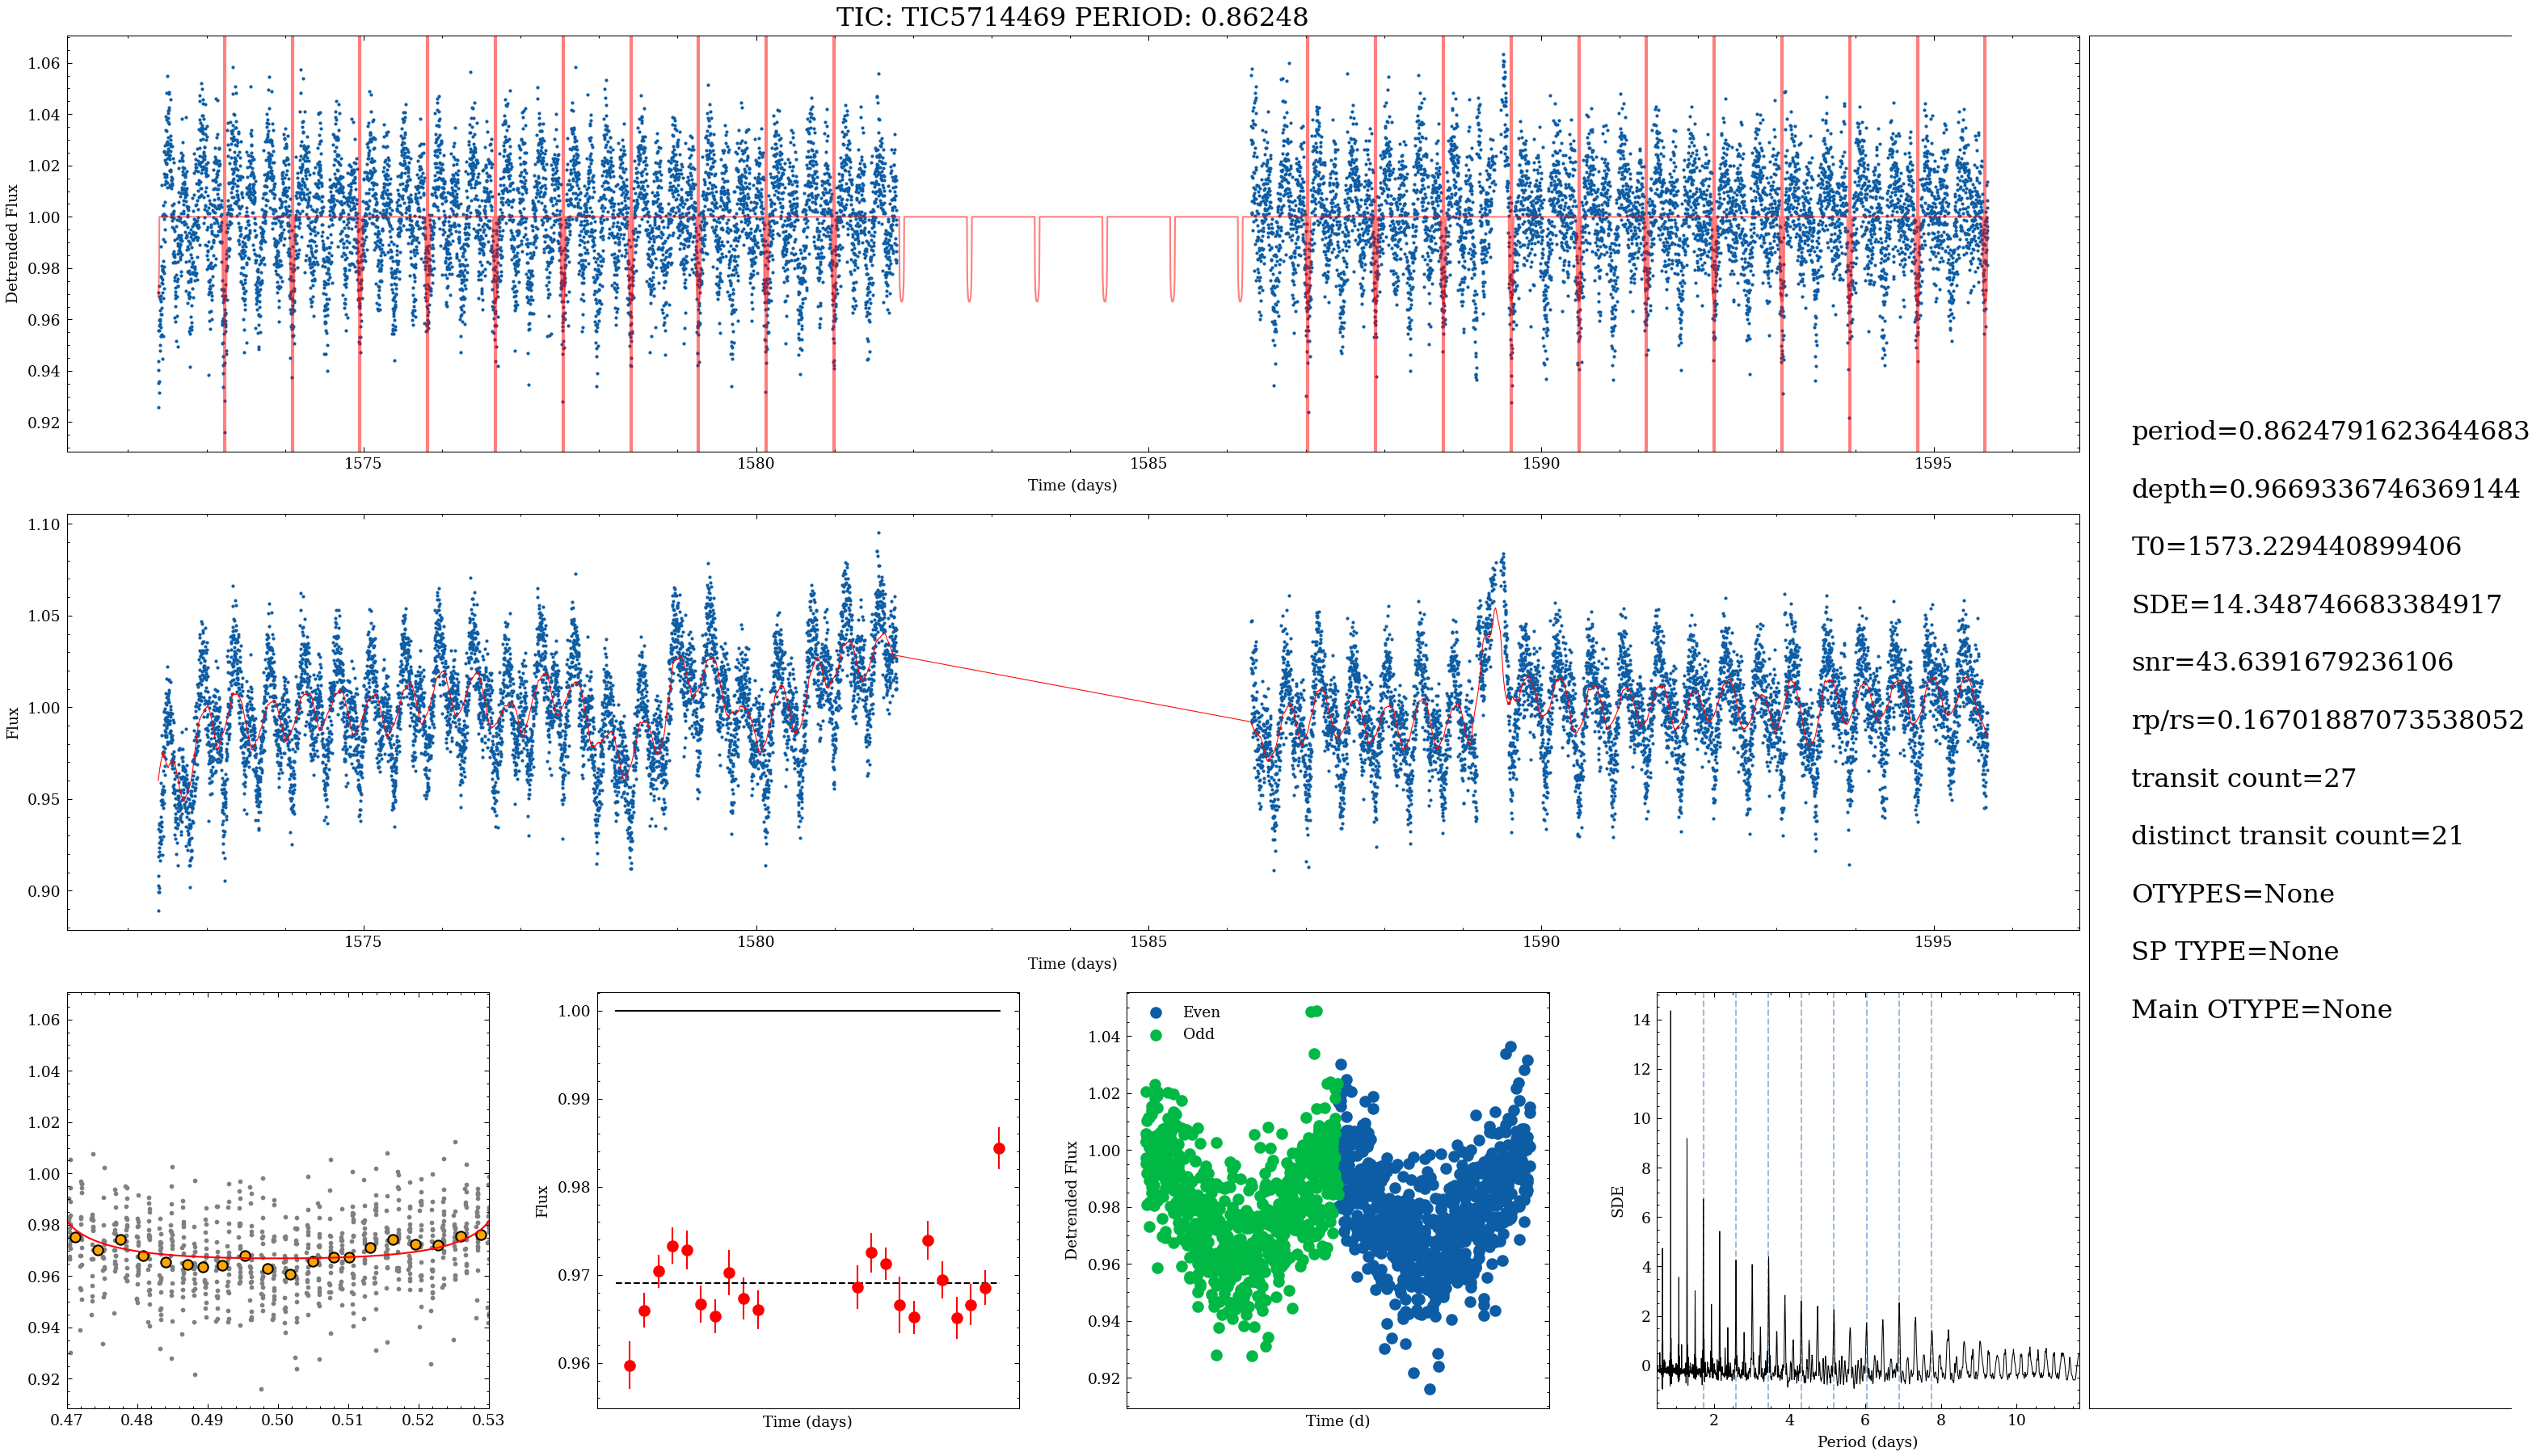 TIC: TIC5714469 PERIOD: 0.86248
1.06
1.04
1.02
1.00
0.98
0.96
0.94
0.92
Detrended Flux
1575
1580
1585
1590
1595
Time (days)
1.10
1.05
1.00
0.95
0.90
Flux
1575
1580
1585
1590
1595
Time (days)
1.06
1.04
1.02
1.00
0.98
0.96
0.94
0.92
0.47
0.48
0.49
0.50
0.51
0.52
0.53
1.00
0.99
0.98
0.97
0.96
Flux
Time (days)
Even
Odd
1.04
1.02
1.00
0.98
0.96
0.94
0.92
Detrended Flux
Time (d)
14
12
10
8
6
4
2
0
SDE
2
4
6
8
10
Period (days)
period=0.8624791623644683
depth=0.9669336746369144
T0=1573.229440899406
SDE=14.348746683384917
snr=43.6391679236106
rp/rs=0.16701887073538052
transit count=27
distinct transit count=21
OTYPES=None
SP TYPE=None
Main OTYPE=None